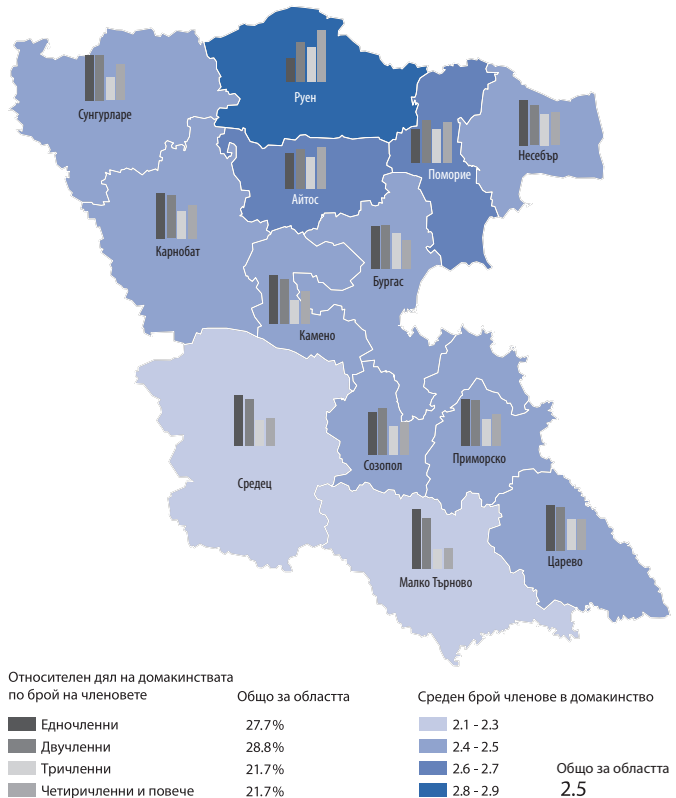 Руен
Сунгурларе
Несебър
Поморие
Айтос
Карнобат
Бургас
Камено
Приморско
Созопол
Средец
Царево
Малко Търново
Относителен дял на домакинствата
по брой на членовете
Общо за областта
Среден брой членове в домакинство
Едночленни 27.7% 2.1 - 2.3
Двучленни 28.8% 2.4 - 2.5
Тричленни 21.7% 2.6 - 2.7 Общо за областта
Четиричленни и повече 21.7% 2.8 - 2.9 2.5